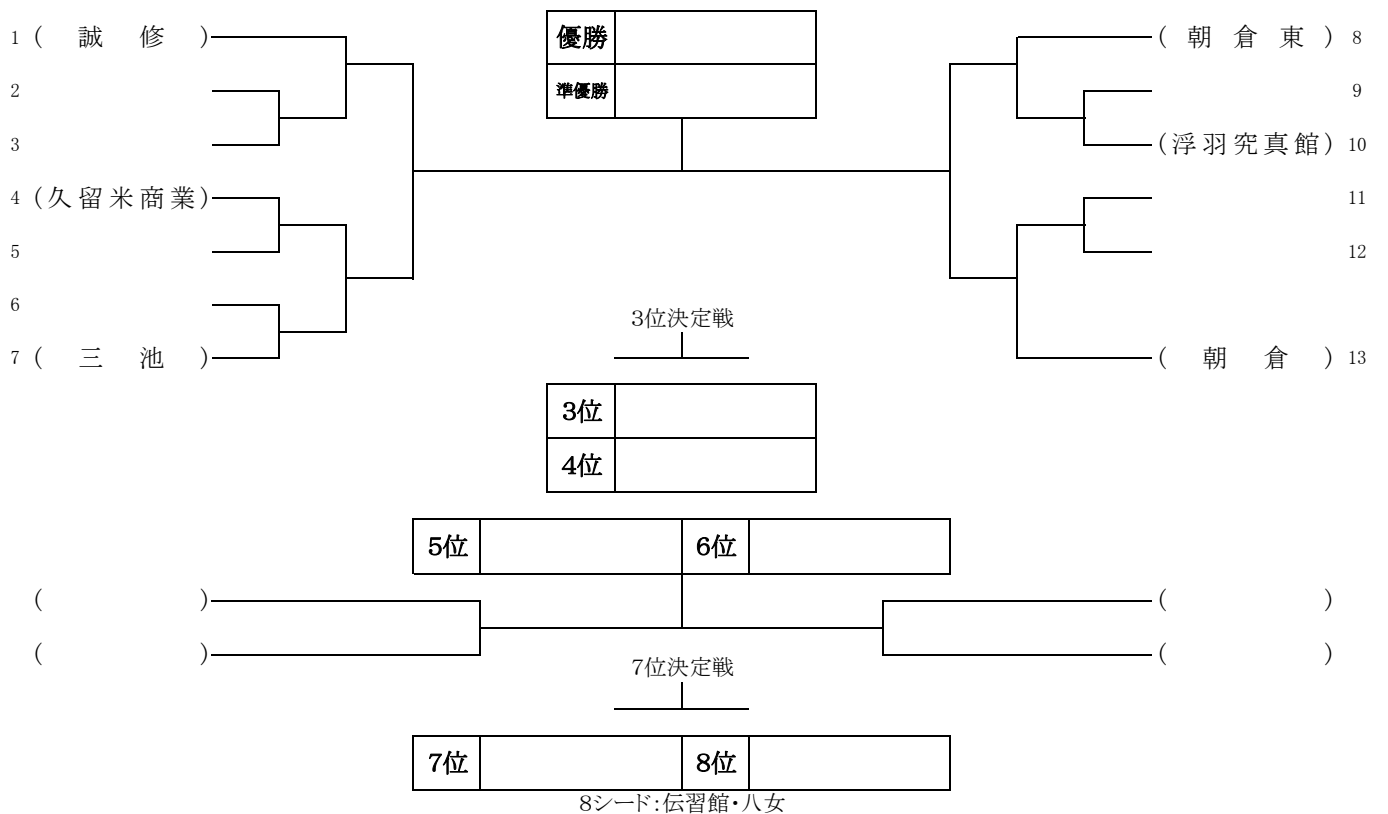 1 ( 誠 修 ) 優勝 ( 朝 倉 東 ) 8
2 準優勝 9
3 (浮羽究真館) 10
4 (久留米商業) 11
5 12
6
3位決定戦
7 ( 三 池 ) ( 朝 倉 ) 13
3位
4位
5位 6位
( ) ( )
( ) ( )
7位決定戦
7位 8位
8シード:伝習館・八女